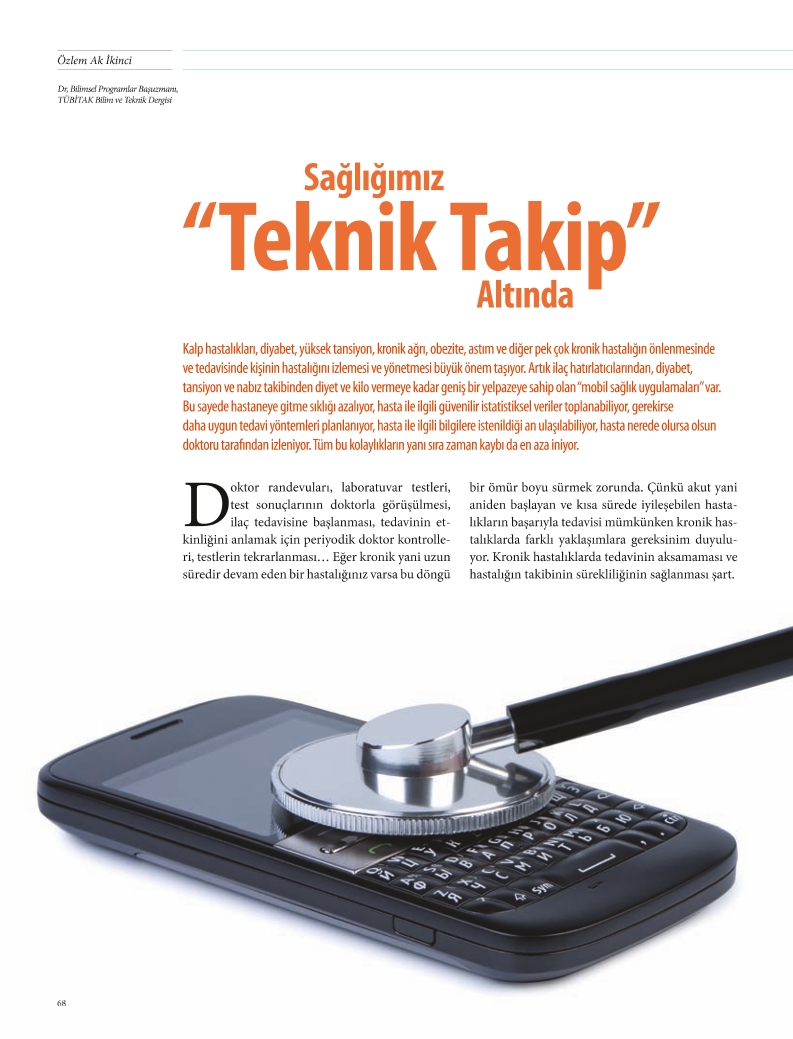 Özlem Ak İkinci
Dr, Bilimsel Programlar Başuzmanı,
TÜBİTAK Bilim ve Teknik Dergisi
Sağlığımız
“Teknik Takip”
Altında
Kalp hastalıkları, diyabet, yüksek tansiyon, kronik ağrı, obezite, astım ve diğer pek çok kronik hastalığın önlenmesinde
ve tedavisinde kişinin hastalığını izlemesi ve yönetmesi büyük önem taşıyor. Artık ilaç hatırlatıcılarından, diyabet,
tansiyon ve nabız takibinden diyet ve kilo vermeye kadar geniş bir yelpazeye sahip olan “mobil sağlık uygulamaları” var.
Bu sayede hastaneye gitme sıklığı azalıyor, hasta ile ilgili güvenilir istatistiksel veriler toplanabiliyor, gerekirse
daha uygun tedavi yöntemleri planlanıyor, hasta ile ilgili bilgilere istenildiği an ulaşılabiliyor, hasta nerede olursa olsun
doktoru tarafından izleniyor. Tüm bu kolaylıkların yanı sıra zaman kaybı da en aza iniyor.
Doktor randevuları, laboratuvar testleri,
test sonuçlarının doktorla görüşülmesi,
ilaç tedavisine başlanması, tedavinin et-
kinliğini anlamak için periyodik doktor kontrolle-
ri, testlerin tekrarlanması… Eğer kronik yani uzun
süredir devam eden bir hastalığınız varsa bu döngü
bir ömür boyu sürmek zorunda. Çünkü akut yani
aniden başlayan ve kısa sürede iyileşebilen hasta-
lıkların başarıyla tedavisi mümkünken kronik has-
talıklarda farklı yaklaşımlara gereksinim duyulu-
yor. Kronik hastalıklarda tedavinin aksamaması ve
hastalığın takibinin sürekliliğinin sağlanması şart.
Sym
Ctrl
68